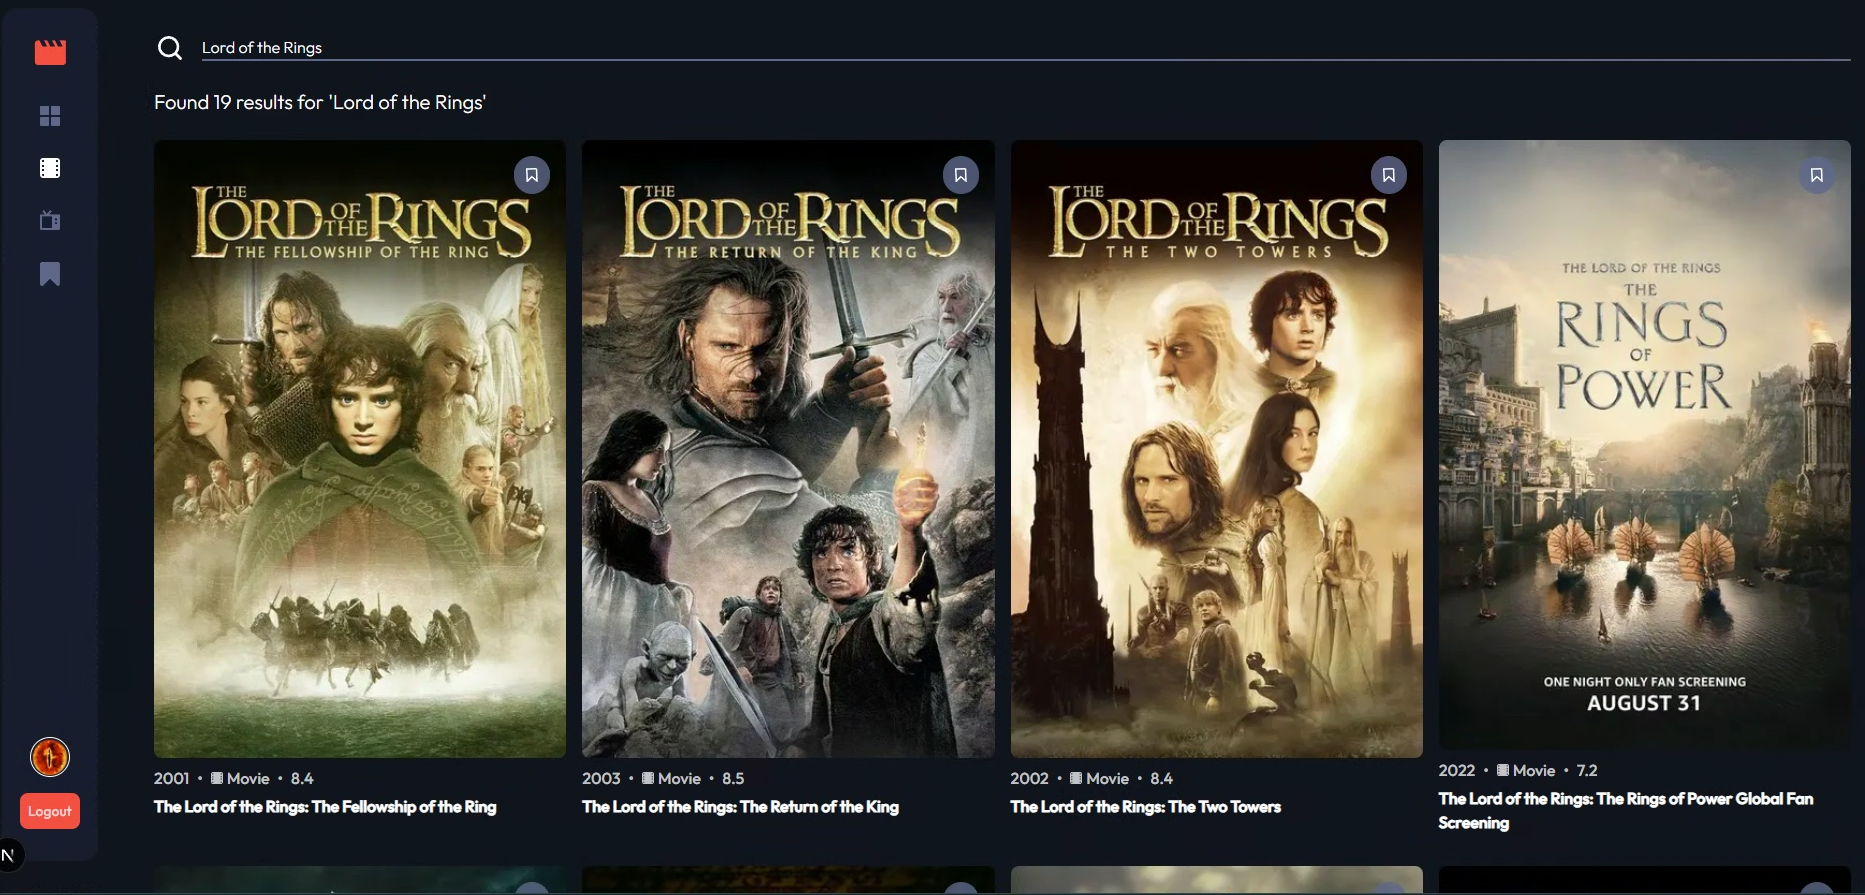 Lord of the Rings
Found 19 results for 'Lord of the Rings'
THE
LORD OF THE RINGS
THE FELLOWSHIP OF THE RING
THE
LORD OF THE RINGS
THE RETURN OF THE KING
THE
LORD OF THE RINGS
THE TWO TOWERS
THE LORD OF THE RINGS
THE
RINGS
OF
POWER
ONE NIGHT ONLY FAN SCREENING
AUGUST 31
2001 • Movie • 8.4
The Lord of the Rings: The Fellowship of the Ring
2003 • Movie • 8.5
The Lord of the Rings: The Return of the King
2002 • Movie • 8.4
The Lord of the Rings: The Two Towers
2022 • Movie • 7.2
The Lord of the Rings: The Rings of Power Global Fan
Screening
Logout
N